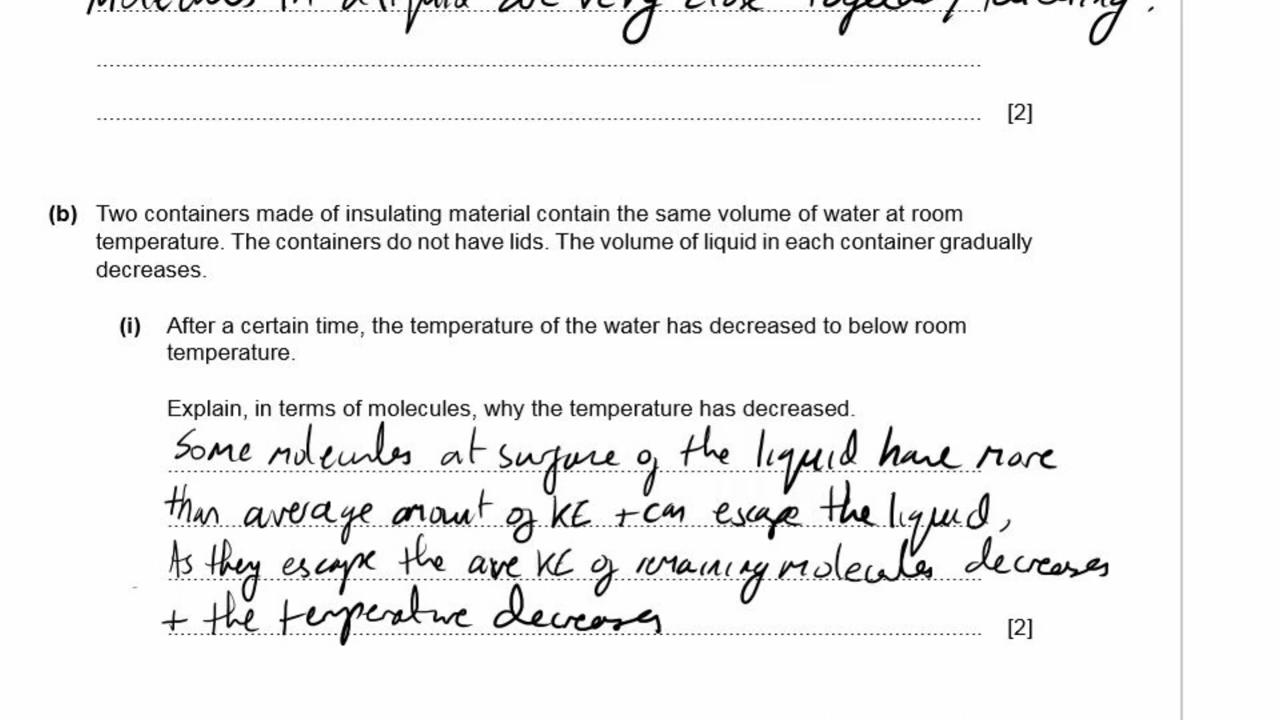 Molecules in a liquid are very close together / touching.
[2]
(b) Two containers made of insulating material contain the same volume of water at room
temperature. The containers do not have lids. The volume of liquid in each container gradually
decreases.
(i) After a certain time, the temperature of the water has decreased to below room
temperature.
Explain, in terms of molecules, why the temperature has decreased.
Some molecules at surface of the liquid have more
than average amount of KE + can escape the liquid,
As they escape the ave KE of remaining molecules decreases
+ the temperature decreases
[2]